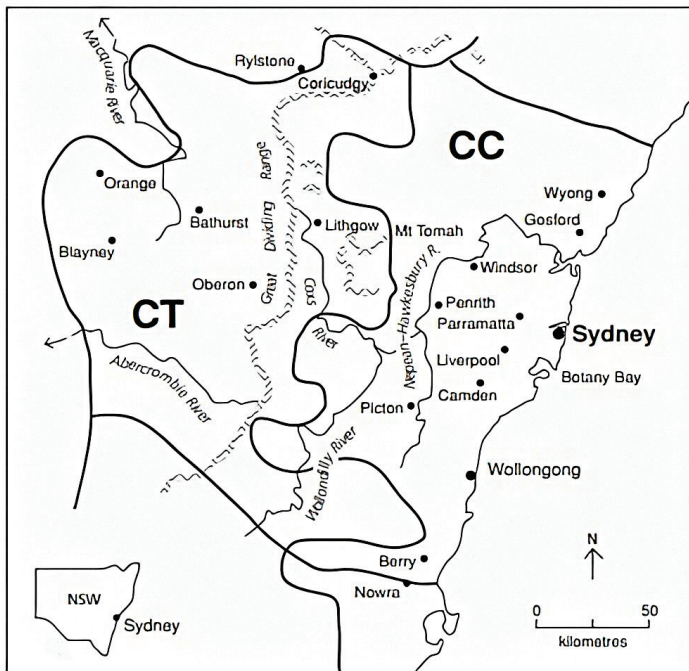 Rylstone
Coricudgy
Macquarie River
CC
Orange
Great Dividing Range
Wyong
Bathurst
Lithgow
Mt Tomah
Gosford
Blayney
Windsor
Oberon
Coxs River
Nepean-Hawkesbury R.
Penrith
CT
Parramatta
Sydney
Liverpool
Botany Bay
Abercrombie River
Camden
Picton
Wollondilly River
Wollongong
Berry
N
NSW
Nowra
Sydney
0 50
kilometres